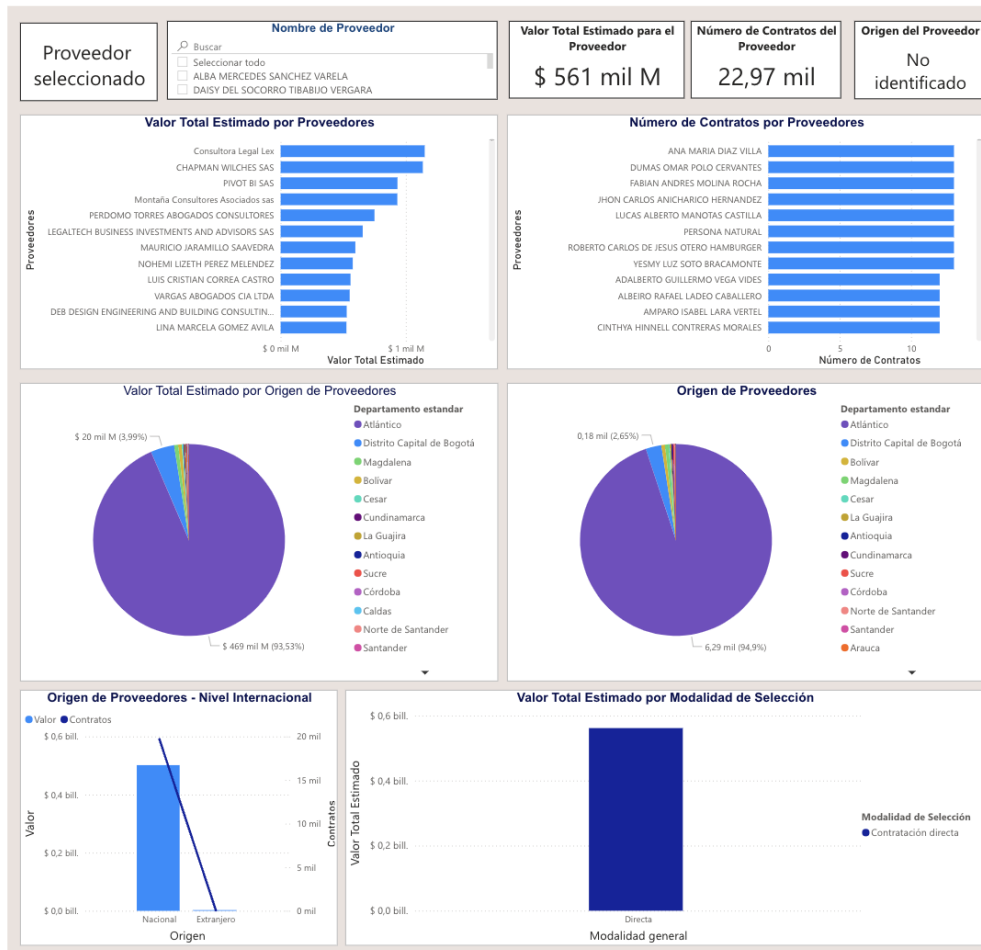 Proveedor
seleccionado
Nombre de Proveedor
Buscar
Seleccionar todo
ALBA MERCEDES SANCHEZ VARELA
DAISY DEL SOCORRO TIBABIJO VERGARA
Valor Total Estimado para el
Proveedor
$ 561 mil M
Número de Contratos del
Proveedor
22,97 mil
Origen del Proveedor
No
identificado
Valor Total Estimado por Proveedores
Proveedores
Consultora Legal Lex
CHAPMAN WILCHES SAS
PIVOT BI SAS
Montaña Consultores Asociados sas
PERDOMO TORRES ABOGADOS CONSULTORES
LEGALTECH BUSINESS INVESTMENTS AND ADVISORS SAS
MAURICIO JARAMILLO SAAVEDRA
NOHEMI LIZETH PEREZ MELENDEZ
LUIS CRISTIAN CORREA CASTRO
VARGAS ABOGADOS CIA LTDA
DEB DESIGN ENGINEERING AND BUILDING CONSULTIN...
LINA MARCELA GOMEZ AVILA
$ 0 mil M
$ 1 mil M
Valor Total Estimado
Número de Contratos por Proveedores
Proveedores
ANA MARIA DIAZ VILLA
DUMAS OMAR POLO CERVANTES
FABIAN ANDRES MOLINA ROCHA
JHON CARLOS ANICHARICO HERNANDEZ
LUCAS ALBERTO MANOTAS CASTILLA
PERSONA NATURAL
ROBERTO CARLOS DE JESUS OTERO HAMBURGER
YESMY LUZ SOTO BRACAMONTE
ADALBERTO GUILLERMO VEGA VIDES
ALBEIRO RAFAEL LADEO CABALLERO
AMPARO ISABEL LARA VERTEL
CINTHYA HINNELL CONTRERAS MORALES
0
5
10
Número de Contratos
Valor Total Estimado por Origen de Proveedores
$ 20 mil M (3,99%)
$ 469 mil M (93,53%)
Departamento estandar
Atlántico
Distrito Capital de Bogotá
Magdalena
Bolívar
Cesar
Cundinamarca
La Guajira
Antioquia
Sucre
Córdoba
Caldas
Norte de Santander
Santander
Origen de Proveedores
0,18 mil (2,65%)
6,29 mil (94,9%)
Departamento estandar
Atlántico
Distrito Capital de Bogotá
Bolívar
Magdalena
Cesar
La Guajira
Antioquia
Cundinamarca
Sucre
Córdoba
Norte de Santander
Santander
Arauca
Origen de Proveedores - Nivel Internacional
Valor
Contratos
Valor
$ 0,6 bill.
$ 0,4 bill.
$ 0,2 bill.
$ 0,0 bill.
20 mil
15 mil
10 mil
5 mil
0 mil
Contratos
Nacional
Extranjero
Origen
Valor Total Estimado por Modalidad de Selección
Valor Total Estimado
$ 0,6 bill.
$ 0,4 bill.
$ 0,2 bill.
$ 0,0 bill.
Directa
Modalidad general
Modalidad de Selección
Contratación directa